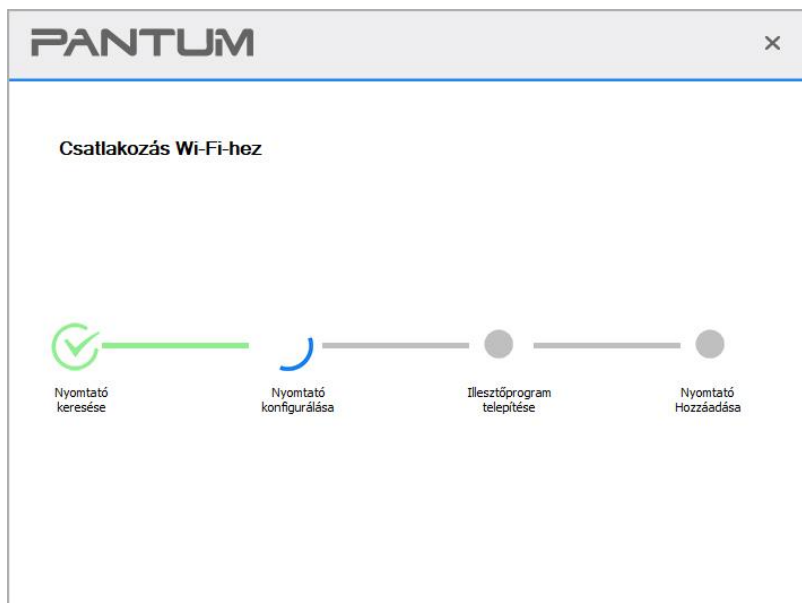 PANTUM
Csatlakozás Wi-Fi-hez
Nyomtató
keresése
Nyomtató
konfigurálása
Illesztőprogram
telepítése
Nyomtató
Hozzáadása